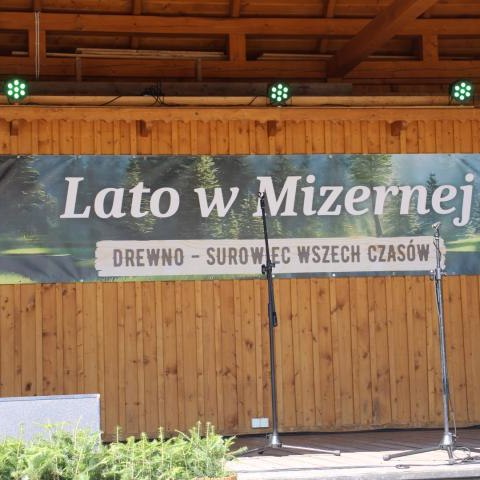 Lato w Mizernej
DREWNO - SUROWIEC WSZECH CZASÓW